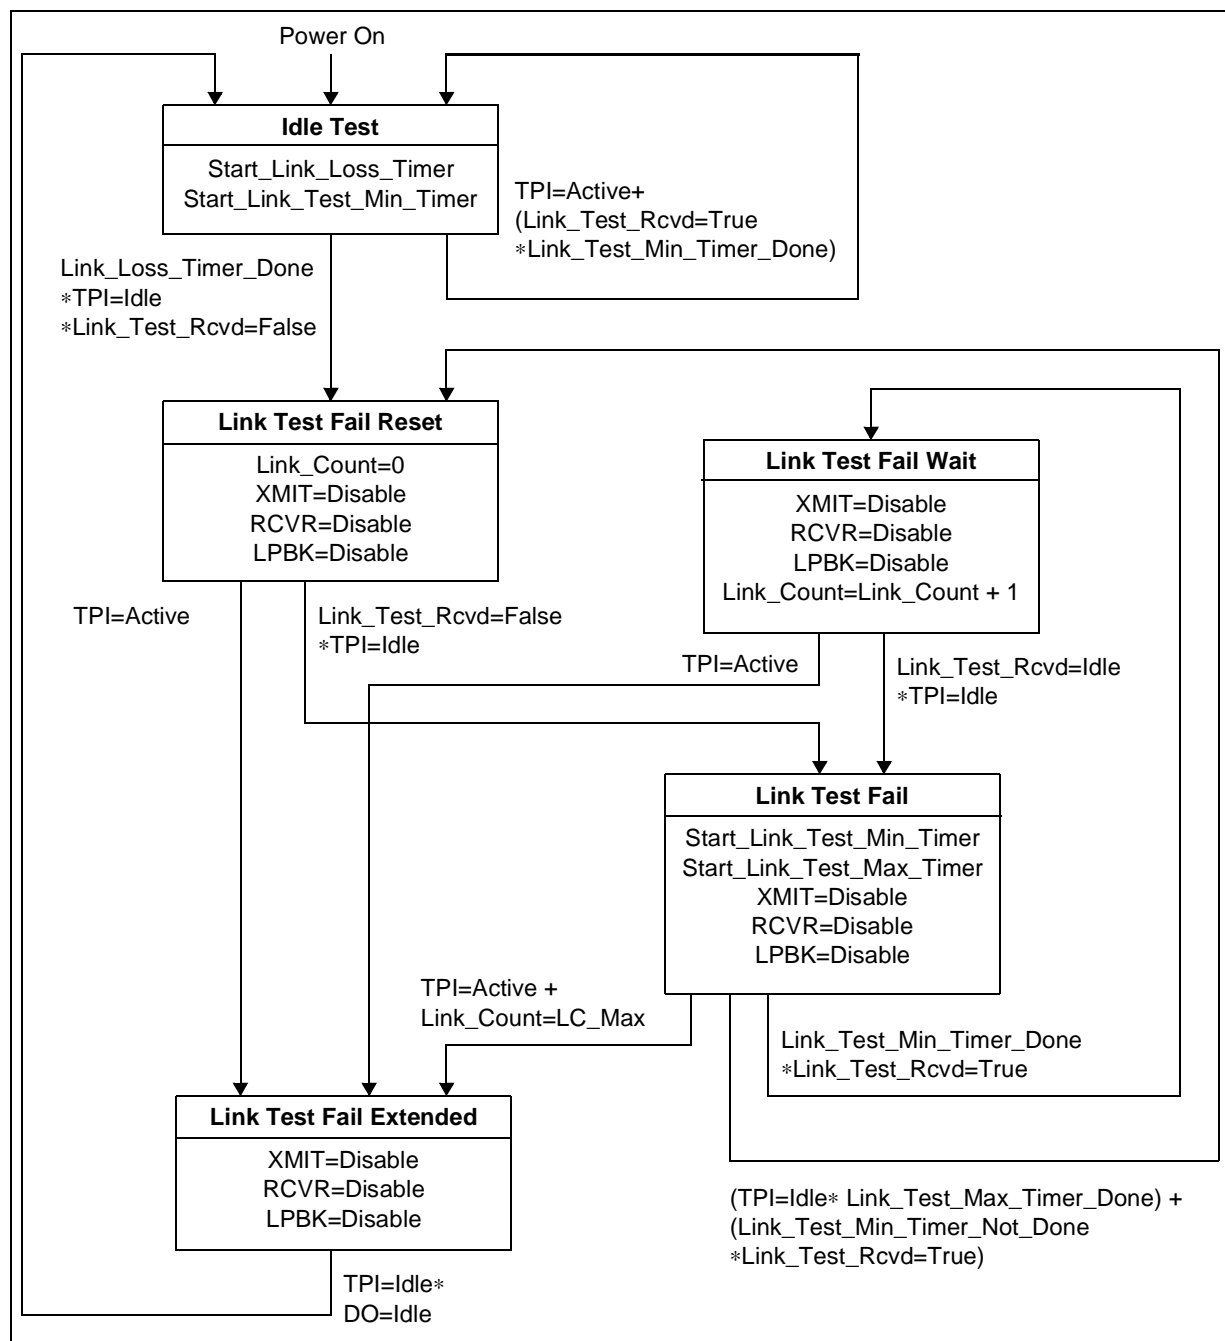 Power On
Idle Test
Start_Link_Loss_Timer
Start_Link_Test_Min_Timer
TPI=Active+
(Link_Test_Rcvd=True
*Link_Test_Min_Timer_Done)
Link_Loss_Timer_Done
*TPI=Idle
*Link_Test_Rcvd=False
Link Test Fail Reset
Link_Count=0
XMIT=Disable
RCVR=Disable
LPBK=Disable
Link Test Fail Wait
XMIT=Disable
RCVR=Disable
LPBK=Disable
Link_Count=Link_Count + 1
TPI=Active
Link_Test_Rcvd=False
*TPI=Idle
TPI=Active
Link_Test_Rcvd=Idle
*TPI=Idle
Link Test Fail
Start_Link_Test_Min_Timer
Start_Link_Test_Max_Timer
XMIT=Disable
RCVR=Disable
LPBK=Disable
TPI=Active +
Link_Count=LC_Max
Link_Test_Min_Timer_Done
*Link_Test_Rcvd=True
Link Test Fail Extended
XMIT=Disable
RCVR=Disable
LPBK=Disable
(TPI=Idle* Link_Test_Max_Timer_Done) +
(Link_Test_Min_Timer_Not_Done
*Link_Test_Rcvd=True)
TPI=Idle*
DO=Idle